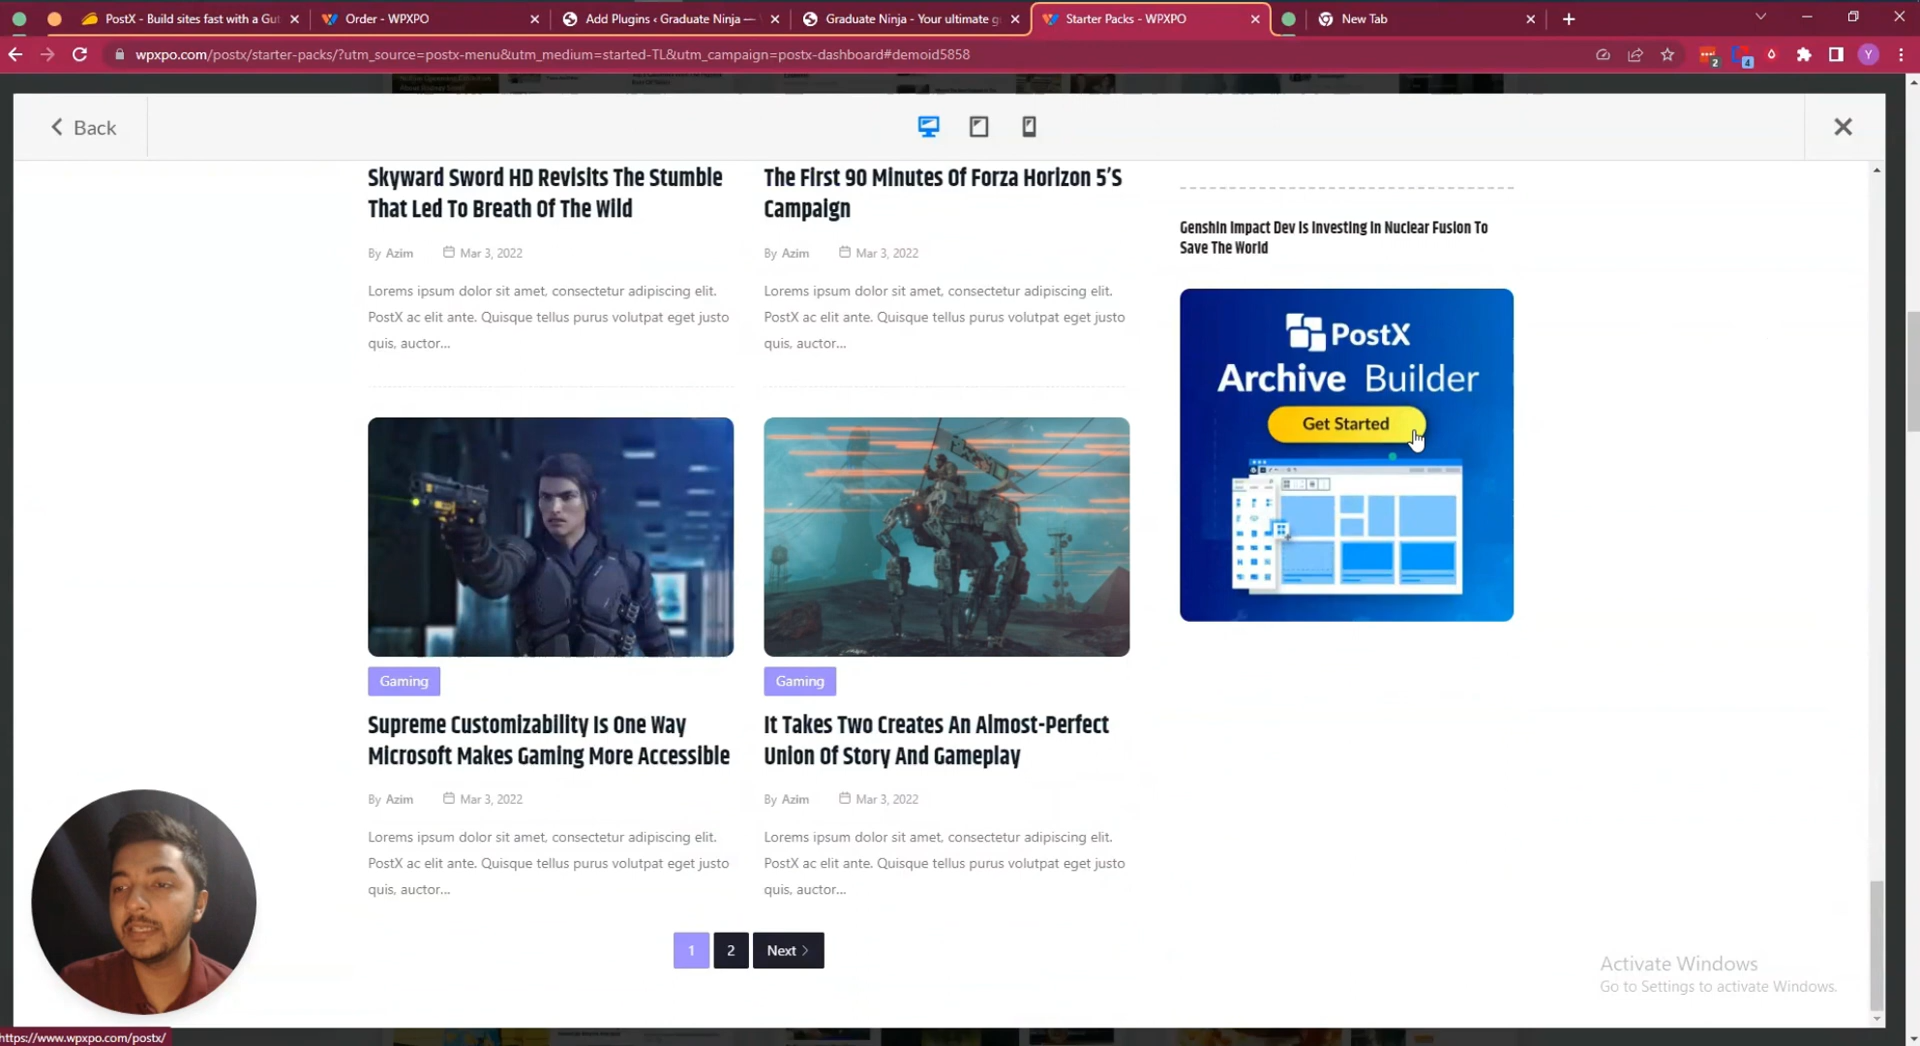 PostX - Build sites fast with a Gut
Order - WPXPO
Add Plugins ‹ Graduate Ninja —
Graduate Ninja - Your ultimate g
Starter Packs - WPXPO
New Tab
wpxpo.com/postx/starter-packs/?utm_source=postx-menu&utm_medium=started-TL&utm_campaign=postx-dashboard#demoid5858
2
4
Y
Back
Skyward Sword HD Revisits The Stumble
That Led To Breath Of The Wild
By Azim Mar 3, 2022
Lorems ipsum dolor sit amet, consectetur adipiscing elit.
PostX ac elit ante. Quisque tellus purus volutpat eget justo
quis, auctor...
The First 90 Minutes Of Forza Horizon 5'S
Campaign
By Azim Mar 3, 2022
Lorems ipsum dolor sit amet, consectetur adipiscing elit.
PostX ac elit ante. Quisque tellus purus volutpat eget justo
quis, auctor...
Genshin Impact Dev Is Investing In Nuclear Fusion To
Save The World
PostX
Archive Builder
Get Started
Gaming
Supreme Customizability Is One Way
Microsoft Makes Gaming More Accessible
By Azim Mar 3, 2022
Lorems ipsum dolor sit amet, consectetur adipiscing elit.
PostX ac elit ante. Quisque tellus purus volutpat eget justo
quis, auctor...
Gaming
It Takes Two Creates An Almost-Perfect
Union Of Story And Gameplay
By Azim Mar 3, 2022
Lorems ipsum dolor sit amet, consectetur adipiscing elit.
PostX ac elit ante. Quisque tellus purus volutpat eget justo
quis, auctor...
1 2 Next
Activate Windows
Go to Settings to activate Windows.
https://www.wpxpo.com/postx/